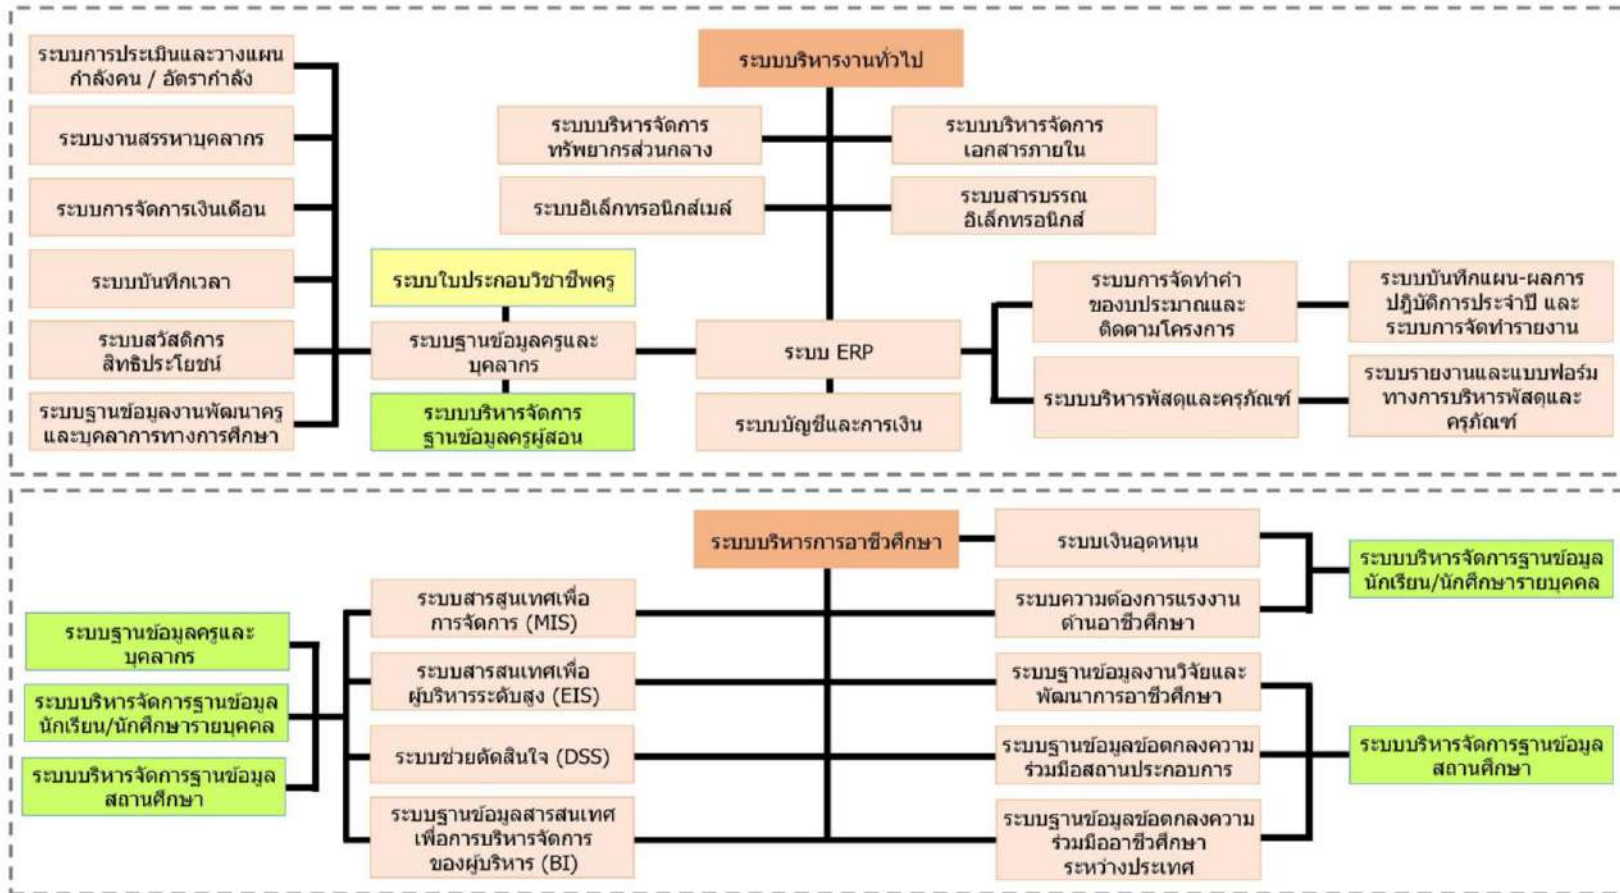 ระบบบริหารงานทั่วไป
ระบบการประเมินและวางแผน
กำลังคน / อัตรากำลัง
ระบบงานสรรหาบุคลากร
ระบบการจัดการเงินเดือน
ระบบบันทึกเวลา
ระบบสวัสดิการ
สิทธิประโยชน์
ระบบฐานข้อมูลงานพัฒนาครู
และบุคลาการทางการศึกษา
ระบบใบประกอบวิชาชีพครู
ระบบฐานข้อมูลครูและ
บุคลากร
ระบบบริหารจัดการ
ฐานข้อมูลครูผู้สอน
ระบบบริหารจัดการ
ทรัพยากรส่วนกลาง
ระบบบริหารจัดการ
เอกสารภายใน
ระบบอิเล็กทรอนิกส์เมล์
ระบบสารบรรณ
อิเล็กทรอนิกส์
ระบบ ERP
ระบบบัญชีและการเงิน
ระบบการจัดทำคำ
ของบประมาณและ
ติดตามโครงการ
ระบบบันทึกแผน-ผลการ
ปฎิบัติการประจำปี และ
ระบบการจัดทำรายงาน
ระบบบริหารพัสดุและครุภัณฑ์
ระบบรายงานและแบบฟอร์ม
ทางการบริหารพัสดุและ
ครุภัณฑ์
ระบบบริหารการอาชีวศึกษา
ระบบฐานข้อมูลครูและ
บุคลากร
ระบบบริหารจัดการฐานข้อมูล
นักเรียน/นักศึกษารายบุคคล
ระบบบริหารจัดการฐานข้อมูล
สถานศึกษา
ระบบสารสนเทศเพื่อ
การจัดการ (MIS)
ระบบสารสนเทศเพื่อ
ผู้บริหารระดับสูง (EIS)
ระบบช่วยตัดสินใจ (DSS)
ระบบฐานข้อมูลสารสนเทศ
เพื่อการบริหารจัดการ
ของผู้บริหาร (BI)
ระบบเงินอุดหนุน
ระบบความต้องการแรงงาน
ด้านอาชีวศึกษา
ระบบฐานข้อมูลงานวิจัยและ
พัฒนาการอาชีวศึกษา
ระบบฐานข้อมูลข้อตกลงความ
ร่วมมือสถานประกอบการ
ระบบฐานข้อมูลข้อตกลงความ
ร่วมมืออาชีวศึกษา
ระหว่างประเทศ
ระบบบริหารจัดการฐานข้อมูล
นักเรียน/นักศึกษารายบุคคล
ระบบบริหารจัดการฐานข้อมูล
สถานศึกษา